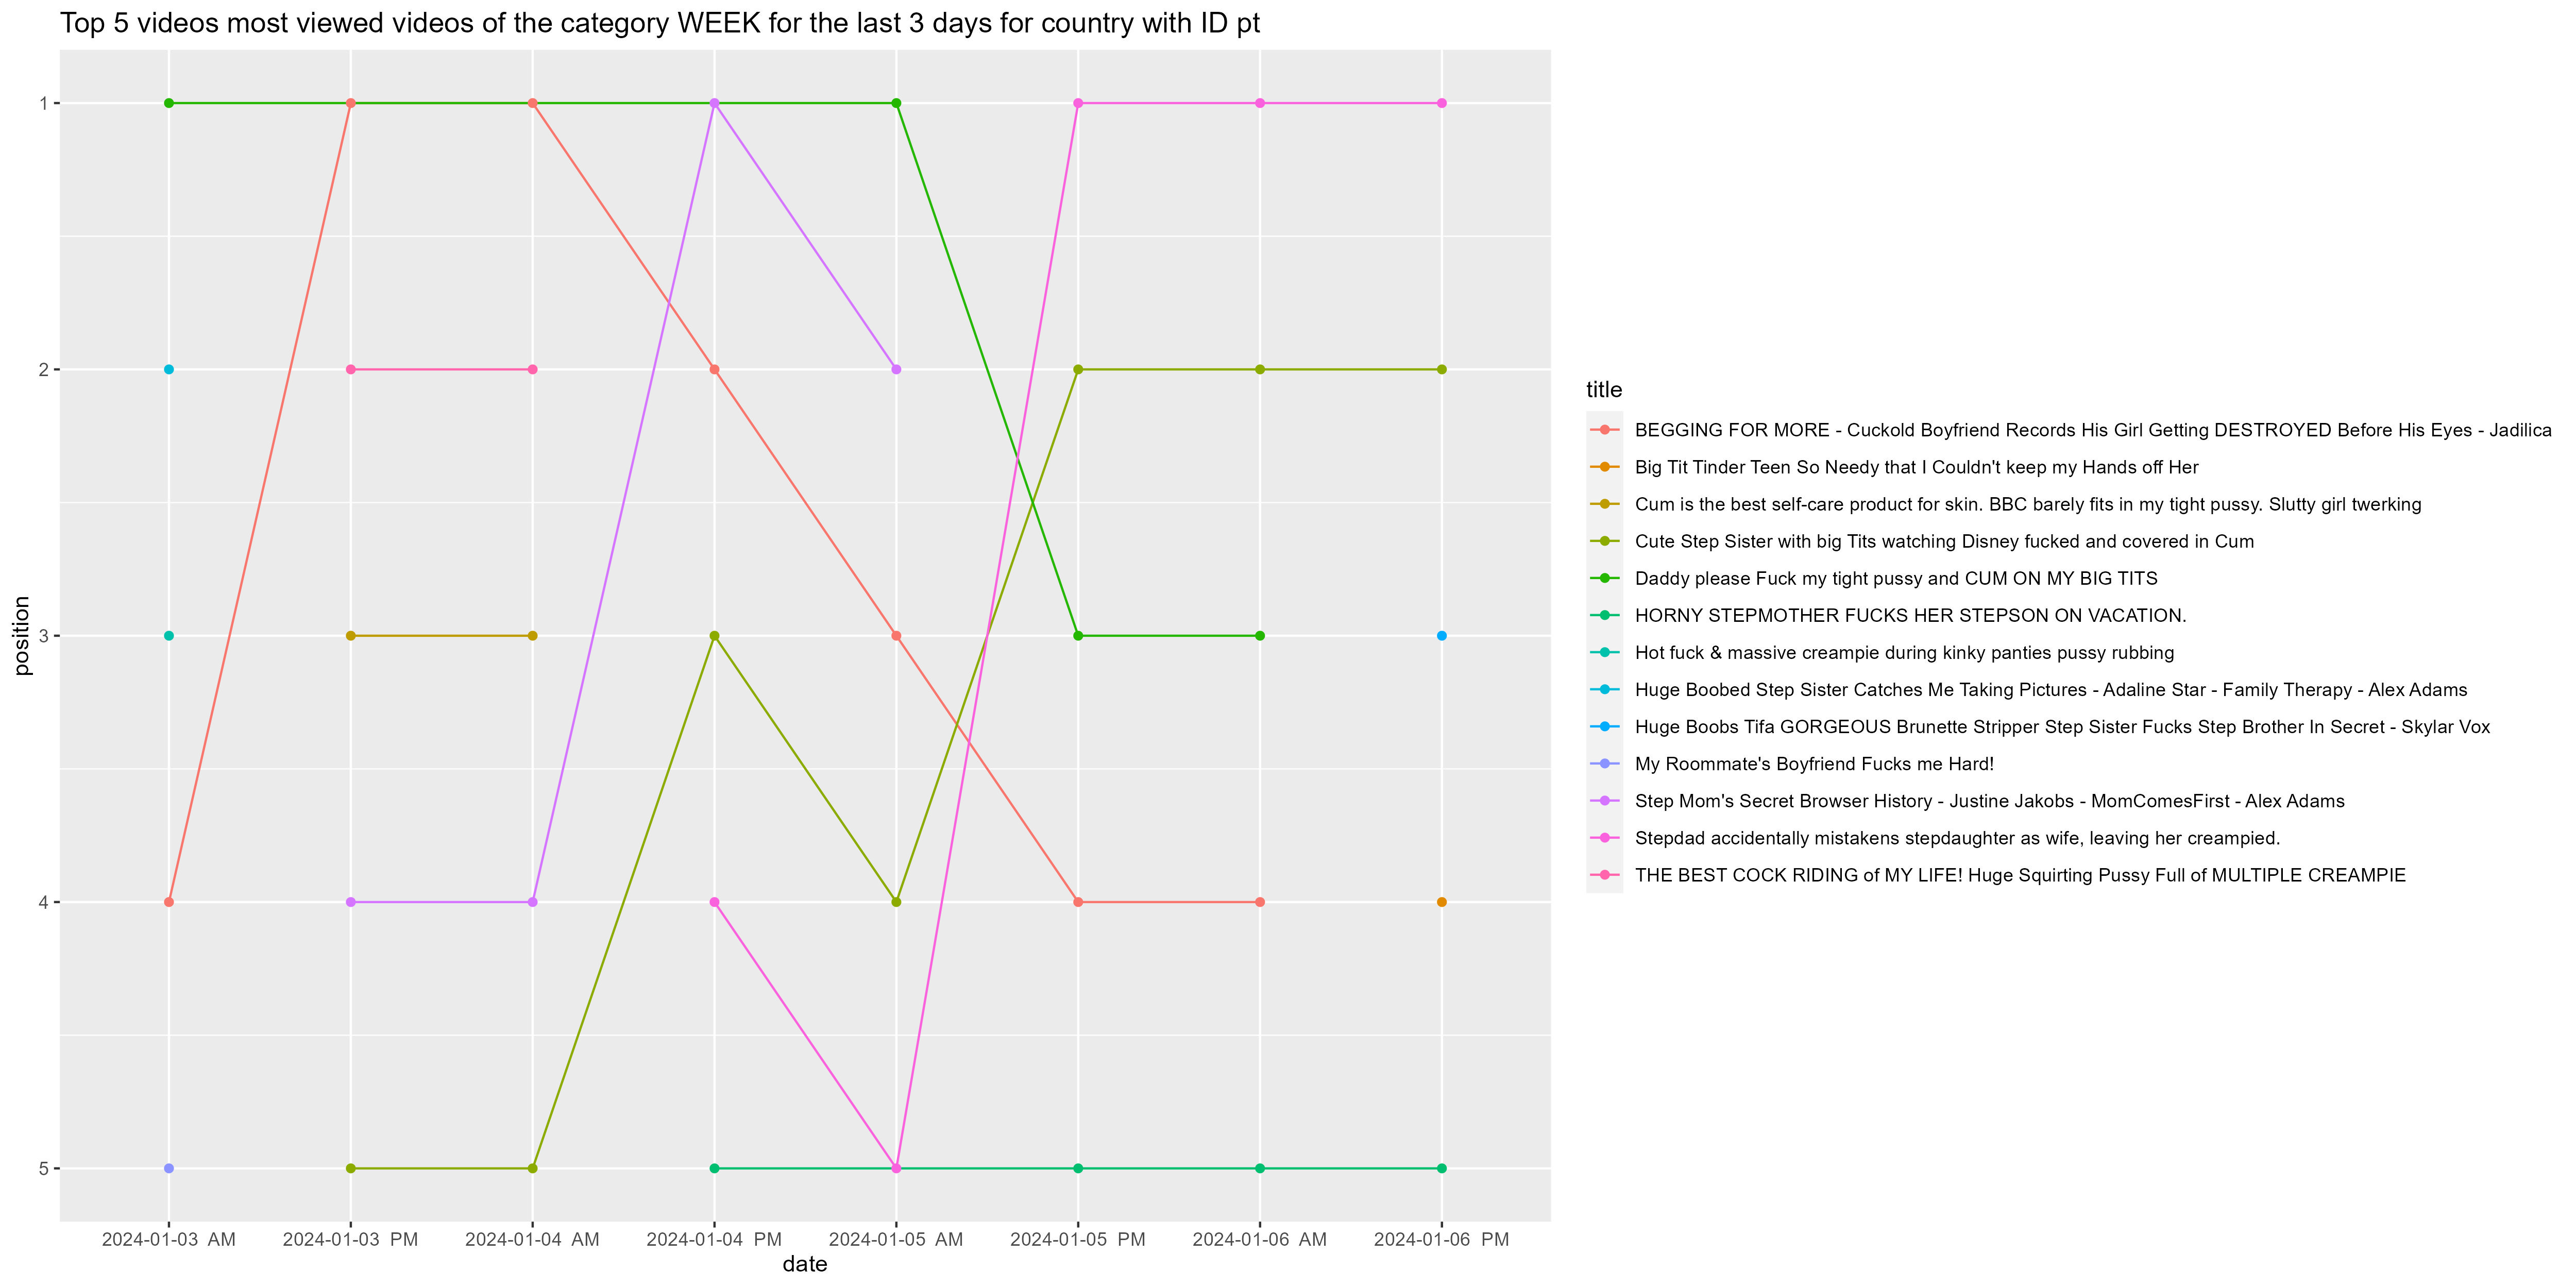 Top 5 videos most viewed videos of the category WEEK for the last 3 days for country with ID pt
1
2
3
4
5
position
2024-01-03 AM
2024-01-03 PM
2024-01-04 AM
2024-01-04 PM
2024-01-05 AM
2024-01-05 PM
2024-01-06 AM
2024-01-06 PM
date
title
BEGGING FOR MORE - Cuckold Boyfriend Records His Girl Getting DESTROYED Before His Eyes - Jadilica
Big Tit Tinder Teen So Needy that I Couldn't keep my Hands off Her
Cum is the best self-care product for skin. BBC barely fits in my tight pussy. Slutty girl twerking
Cute Step Sister with big Tits watching Disney fucked and covered in Cum
Daddy please Fuck my tight pussy and CUM ON MY BIG TITS
HORNY STEPMOTHER FUCKS HER STEPSON ON VACATION.
Hot fuck & massive creampie during kinky panties pussy rubbing
Huge Boobed Step Sister Catches Me Taking Pictures - Adaline Star - Family Therapy - Alex Adams
Huge Boobs Tifa GORGEOUS Brunette Stripper Step Sister Fucks Step Brother In Secret - Skylar Vox
My Roommate's Boyfriend Fucks me Hard!
Step Mom's Secret Browser History - Justine Jakobs - MomComesFirst - Alex Adams
Stepdad accidentally mistakens stepdaughter as wife, leaving her creampied.
THE BEST COCK RIDING of MY LIFE! Huge Squirting Pussy Full of MULTIPLE CREAMPIE